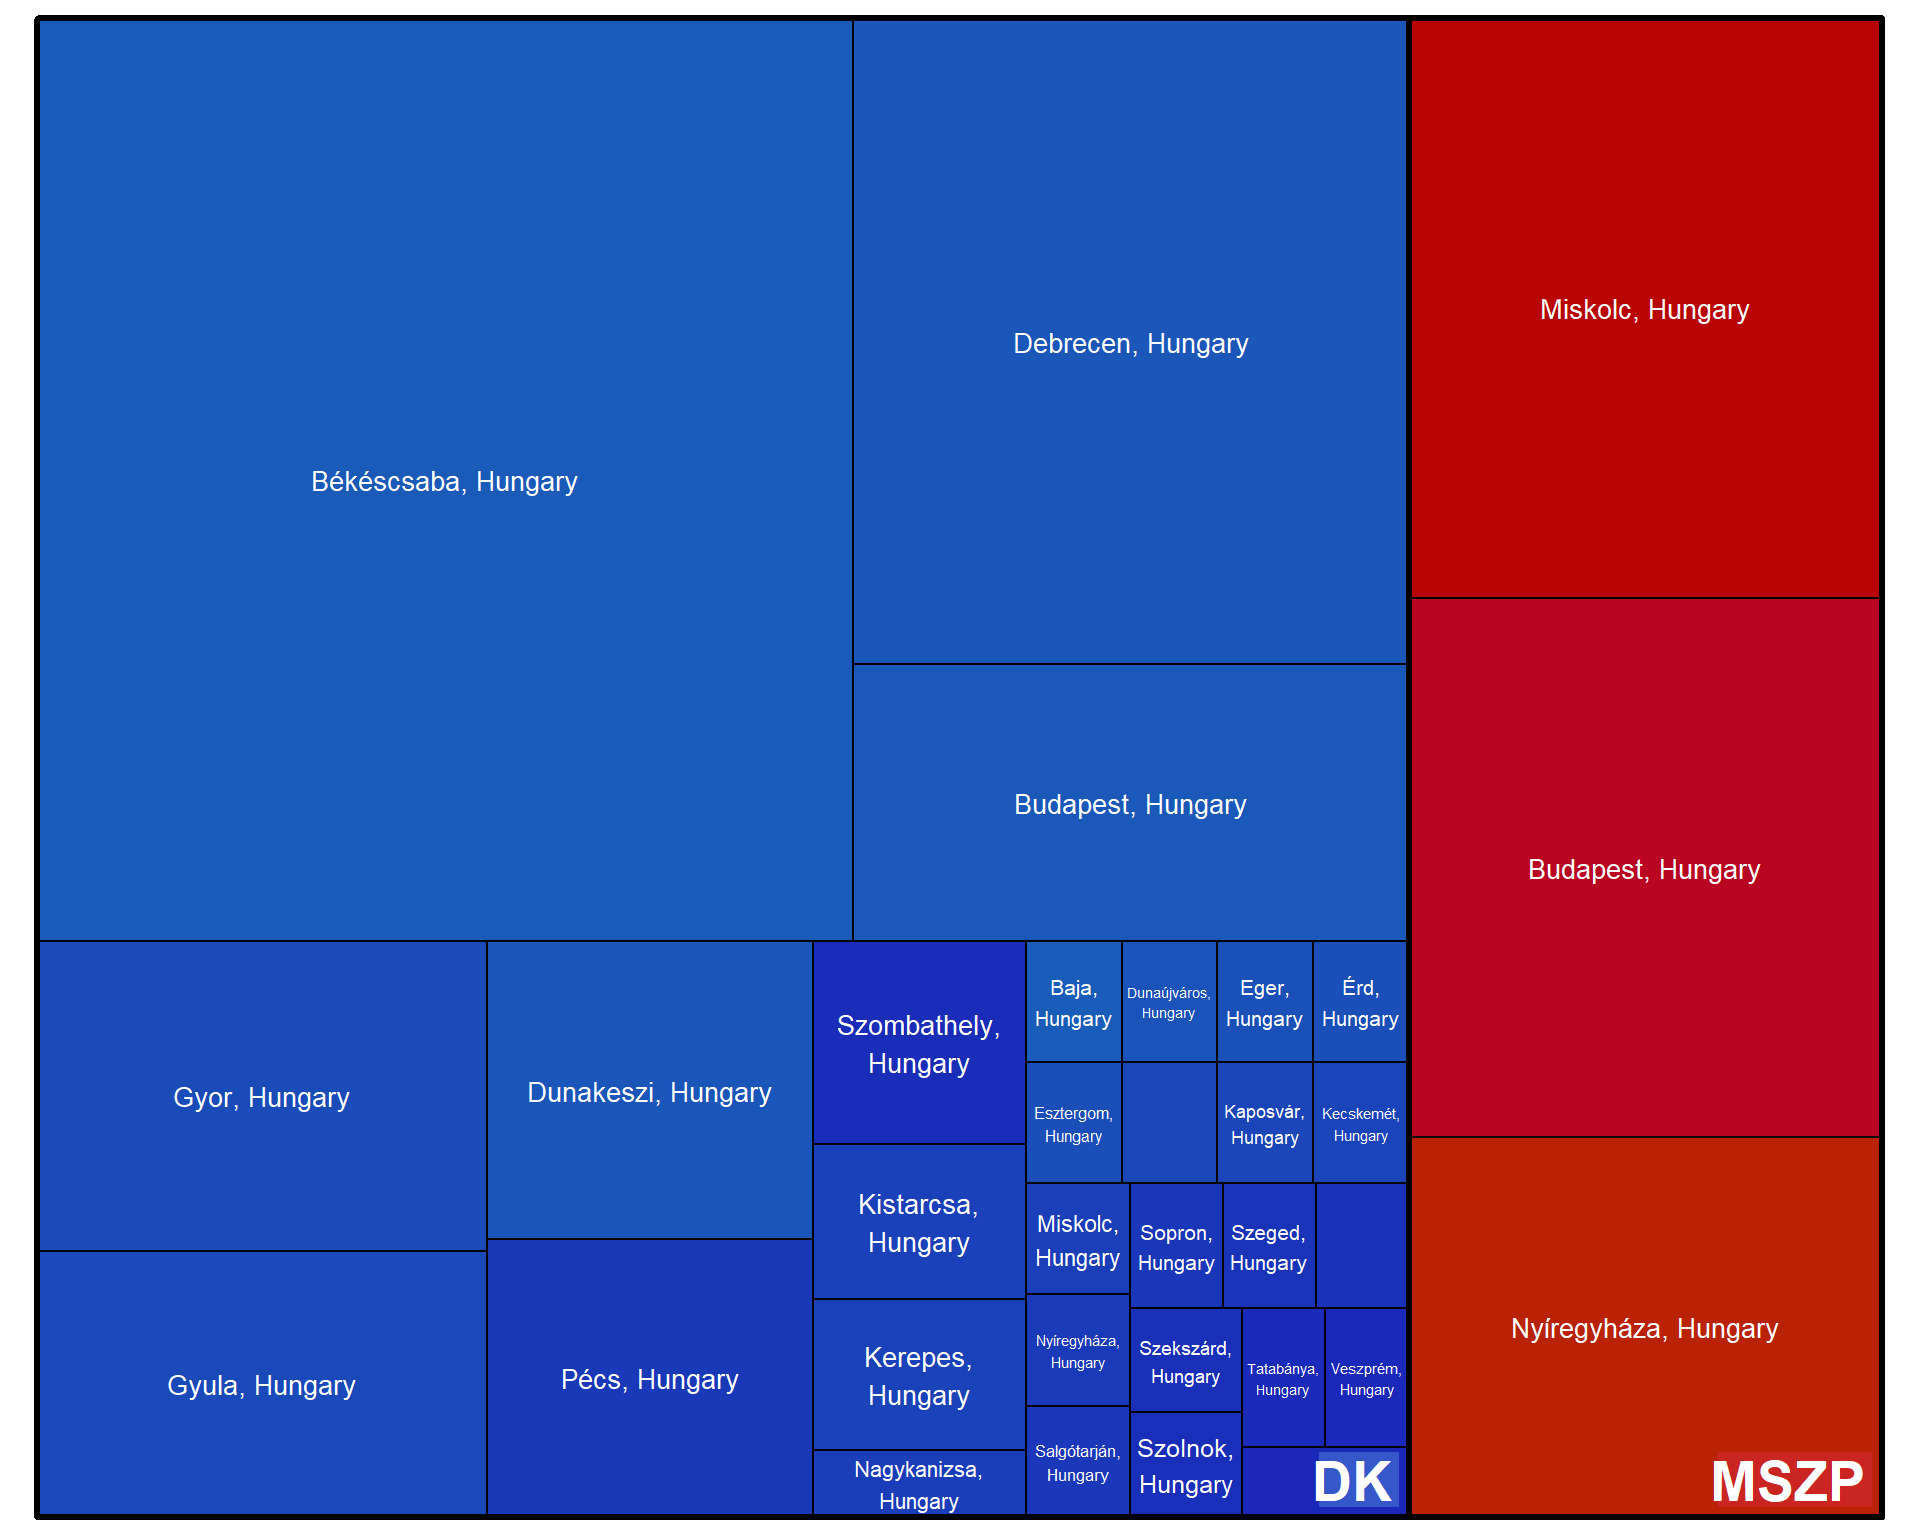 Békéscsaba, Hungary
Debrecen, Hungary
Budapest, Hungary
Gyor, Hungary
Gyula, Hungary
Dunakeszi, Hungary
Pécs, Hungary
Szombathely,
Hungary
Kistarcsa,
Hungary
Kerepes,
Hungary
Nagykanizsa,
Hungary
Baja,
Hungary
Dunaújváros,
Hungary
Eger,
Hungary
Érd,
Hungary
Esztergom,
Hungary
Kaposvár,
Hungary
Kecskemét,
Hungary
Miskolc,
Hungary
Nyíregyháza,
Hungary
Salgótarján,
Hungary
Sopron,
Hungary
Szeged,
Hungary
Szekszárd,
Hungary
Szolnok,
Hungary
Tatabánya,
Hungary
Veszprém,
Hungary
DK
Miskolc, Hungary
Budapest, Hungary
Nyíregyháza, Hungary
MSZP